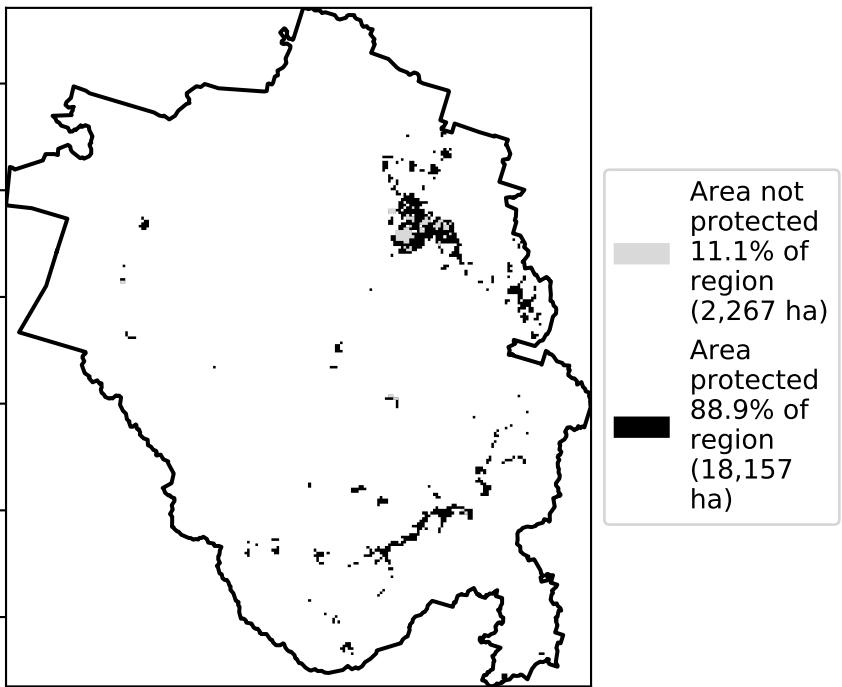 Area not
protected
11.1% of
region
(2,267 ha)
Area
protected
88.9% of
region
(18,157
ha)